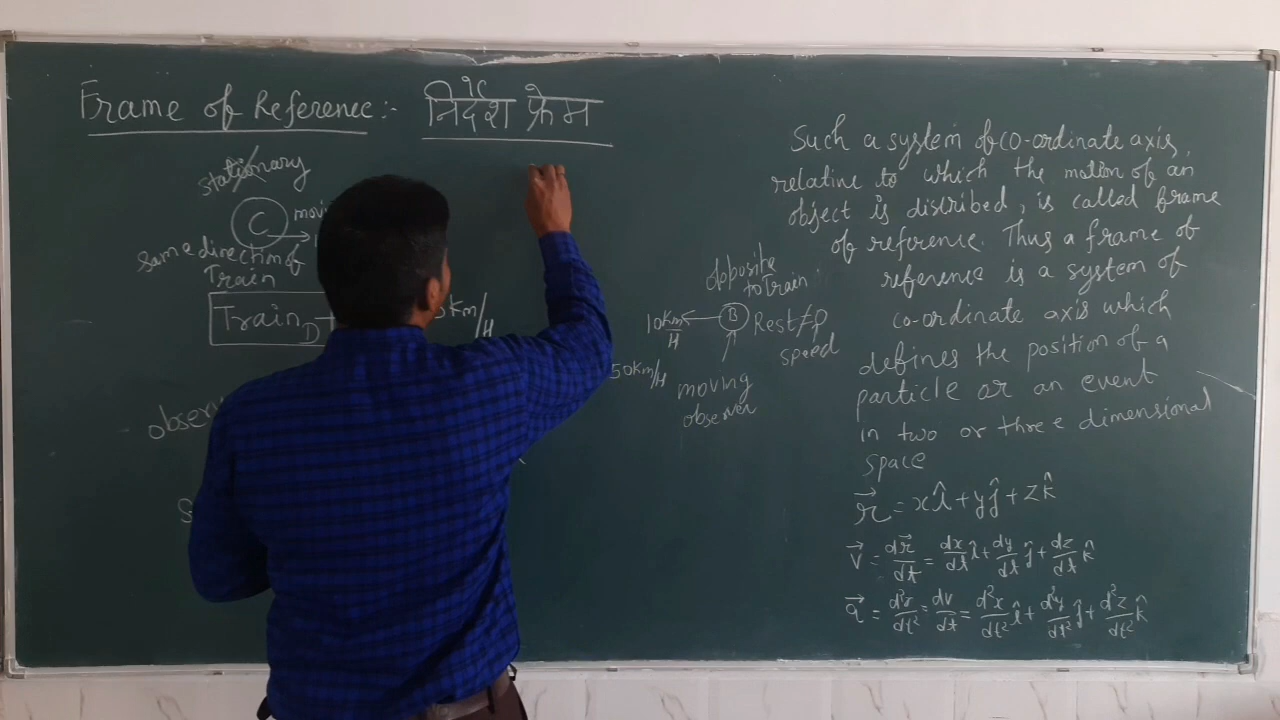 Frame of Reference:- निर्देश फ्रेम
stationary
C
same direction of
Train
Train D
km/H
opposite
to train
10km/H
B Rest/p
speed
50km/H
moving
observer
Such a system of co-ordinate axis,
relative to which the motion of an
object is distribed, is called frame
of reference. Thus a frame of
reference is a system of
co-ordinate axis which
defines the position of a
particle or an event
in two or three dimensional
space
r⃗ = xî + yĵ + zk̂
v⃗ = dr⃗/dt = dx/dt î + dy/dt ĵ + dz/dt k̂
a⃗ = d²r/dt² = dv/dt = d²x/dt² î + d²y/dt² ĵ + d²z/dt² k̂